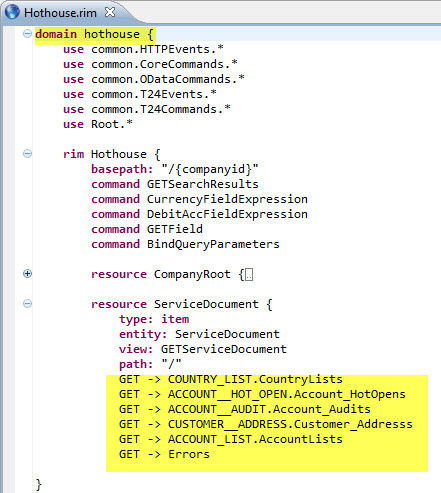 Hothouse.rim
domain hothouse {
use common.HTTPEvents.*
use common.CoreCommands.*
use common.ODataCommands.*
use common.T24Events.*
use common.T24Commands.*
use Root.*
rim Hothouse {
basepath: "/{companyid}"
command GETSearchResults
command CurrencyFieldExpression
command DebitAccFieldExpression
command GETField
command BindQueryParameters
resource CompanyRoot {..
resource ServiceDocument {
type: item
entity: ServiceDocument
view: GETServiceDocument
path: "/"
GET -> COUNTRY_LIST.CountryLists
GET -> ACCOUNT__HOT_OPEN.Account_HotOpens
GET -> ACCOUNT__AUDIT.Account_Audits
GET -> CUSTOMER__ADDRESS.Customer_Addresss
GET -> ACCOUNT_LIST.AccountLists
GET -> Errors
}